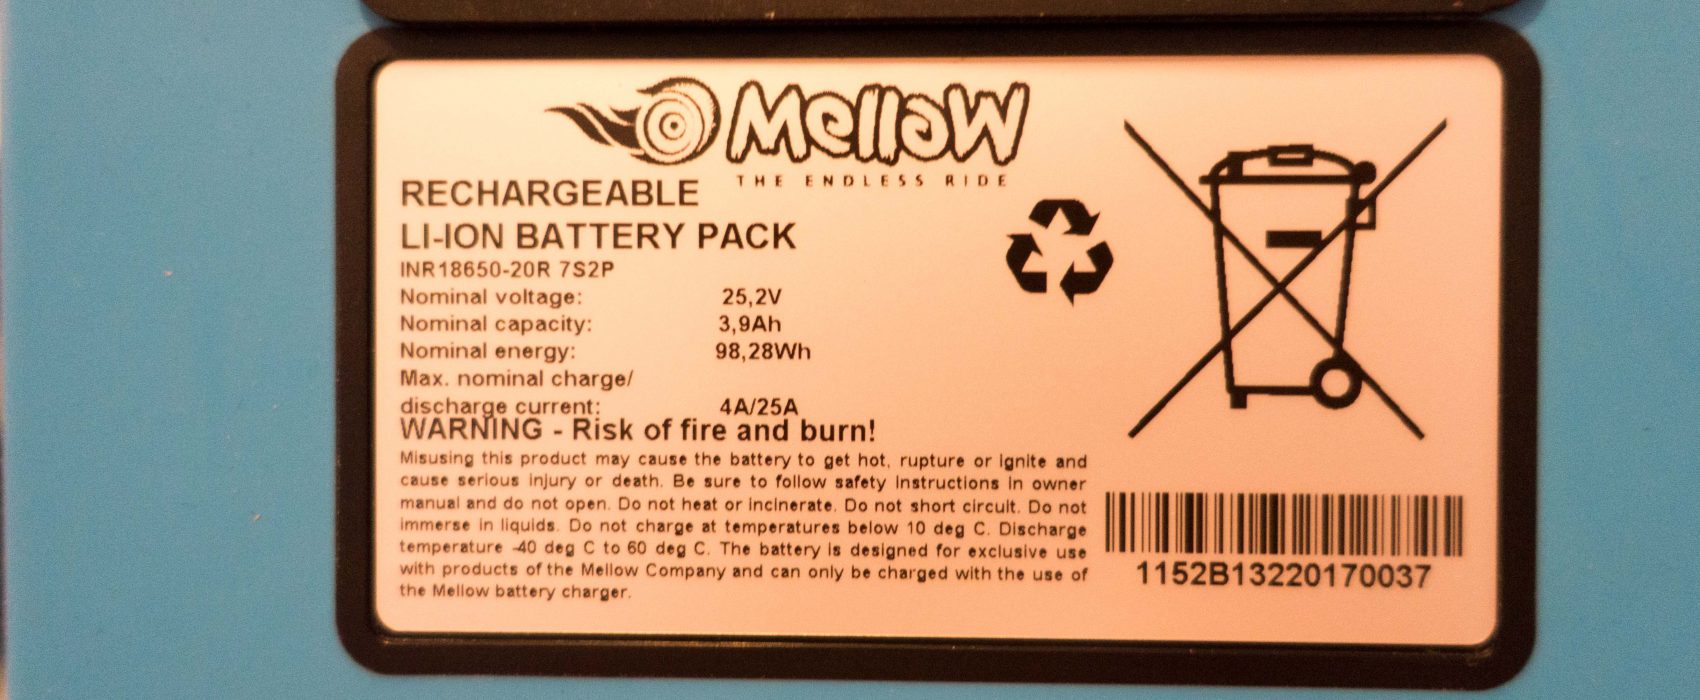 Mellow
THE ENDLESS RIDE
RECHARGEABLE
LI-ION BATTERY PACK
INR18650-20R 7S2P
Nominal voltage: 25,2V
Nominal capacity: 3,9Ah
Nominal energy: 98,28Wh
Max. nominal charge/
discharge current: 4A/25A
WARNING - Risk of fire and burn!
Misusing this product may cause the battery to get hot, rupture or ignite and
cause serious injury or death. Be sure to follow safety instructions in owner
manual and do not open. Do not heat or incinerate. Do not short circuit. Do not
immerse in liquids. Do not charge at temperatures below 10 deg C. Discharge
temperature -40 deg C to 60 deg C. The battery is designed for exclusive use
with products of the Mellow Company and can only be charged with the use of
the Mellow battery charger.
1152B13220170037